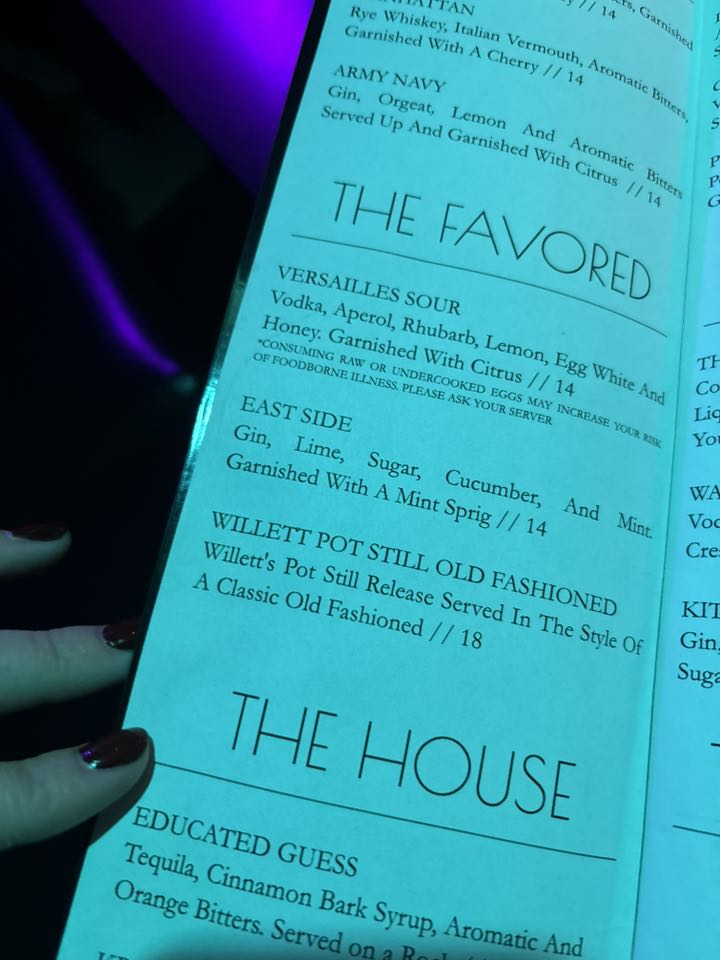 // 14
Garnished
Rye Whiskey, Italian Vermouth, Aromatic Bitters,
Garnished With A Cherry // 14
ARMY NAVY
Gin, Orgeat, Lemon And Aromatic Bitters
Served Up And Garnished With Citrus // 14
THE FAVORED
VERSAILLES SOUR
Vodka, Aperol, Rhubarb, Lemon, Egg White And
Honey. Garnished With Citrus // 14
*CONSUMING RAW OR UNDERCOOKED EGGS MAY INCREASE YOUR RISK
OF FOODBORNE ILLNESS. PLEASE ASK YOUR SERVER
EAST SIDE
Gin, Lime, Sugar, Cucumber, And Mint.
Garnished With A Mint Sprig // 14
WILLETT POT STILL OLD FASHIONED
Willett's Pot Still Release Served In The Style Of
A Classic Old Fashioned // 18
THE HOUSE
EDUCATED GUESS
Tequila, Cinnamon Bark Syrup, Aromatic And
Orange Bitters. Served on a
Gin,